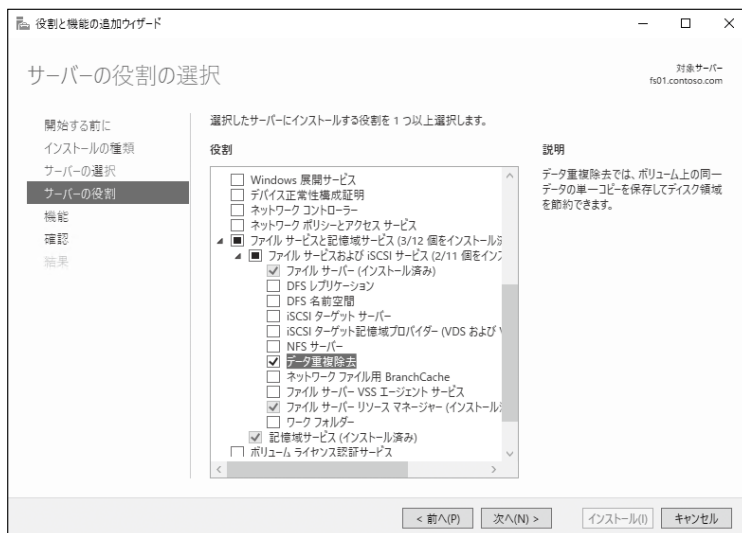 役割と機能の追加ウィザード
サーバーの役割の選択
対象サーバー
fs01.contoso.com
開始する前に
インストールの種類
サーバーの選択
サーバーの役割
機能
確認
結果
選択したサーバーにインストールする役割を 1 つ以上選択します。
役割
Windows 展開サービス
デバイス正常性構成証明
ネットワーク コントローラー
ネットワーク ポリシーとアクセス サービス
ファイル サービスと記憶域サービス (3/12 個をインストール済
ファイル サービスおよび iSCSI サービス (2/11 個をイン
ファイル サーバー (インストール済み)
DFS レプリケーション
DFS 名前空間
iSCSI ターゲット サーバー
iSCSI ターゲット記憶域プロバイダー (VDS および V
NFS サーバー
データ重複除去
ネットワーク ファイル用 BranchCache
ファイル サーバー VSS エージェント サービス
ファイル サーバー リソース マネージャー (インストール
ワーク フォルダー
記憶域サービス (インストール済み)
ボリューム ライセンス認証サービス
説明
データ重複除去では、ボリューム上の同一
データの単一コピーを保存してディスク領域
を節約できます。
< 前へ(P)
次へ(N) >
インストール(I)
キャンセル